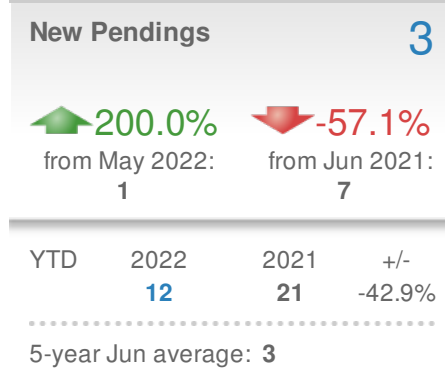 New Pendings 3
200.0% -57.1%
from May 2022: from Jun 2021:
1 7
YTD 2022 2021 +/-
12 21 -42.9%
5-year Jun average: 3